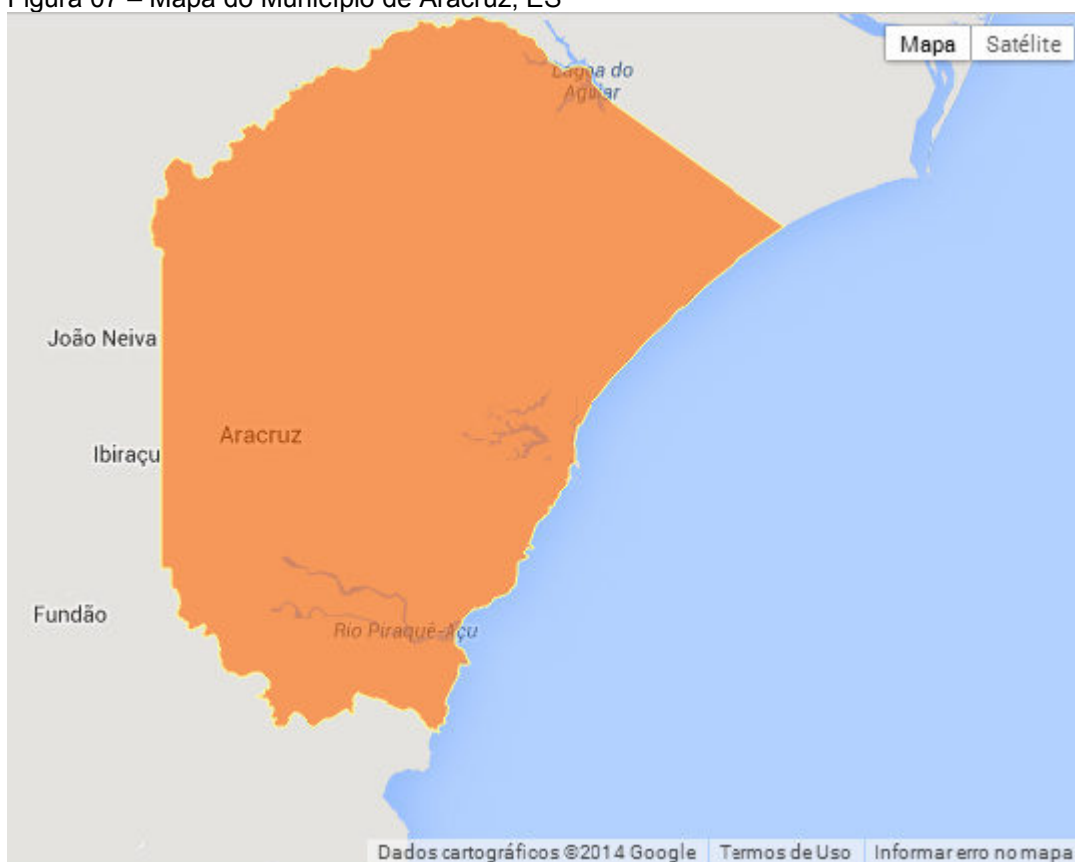 Figura 07 – Mapa do Município de Aracruz, ES
Mapa
Satélite
Lagoa do
Aguiar
João Neiva
Aracruz
Ibiraçu
Fundão
Rio Piraquê-Açu
Dados cartográficos ©2014 Google
Termos de Uso
Informar erro no mapa